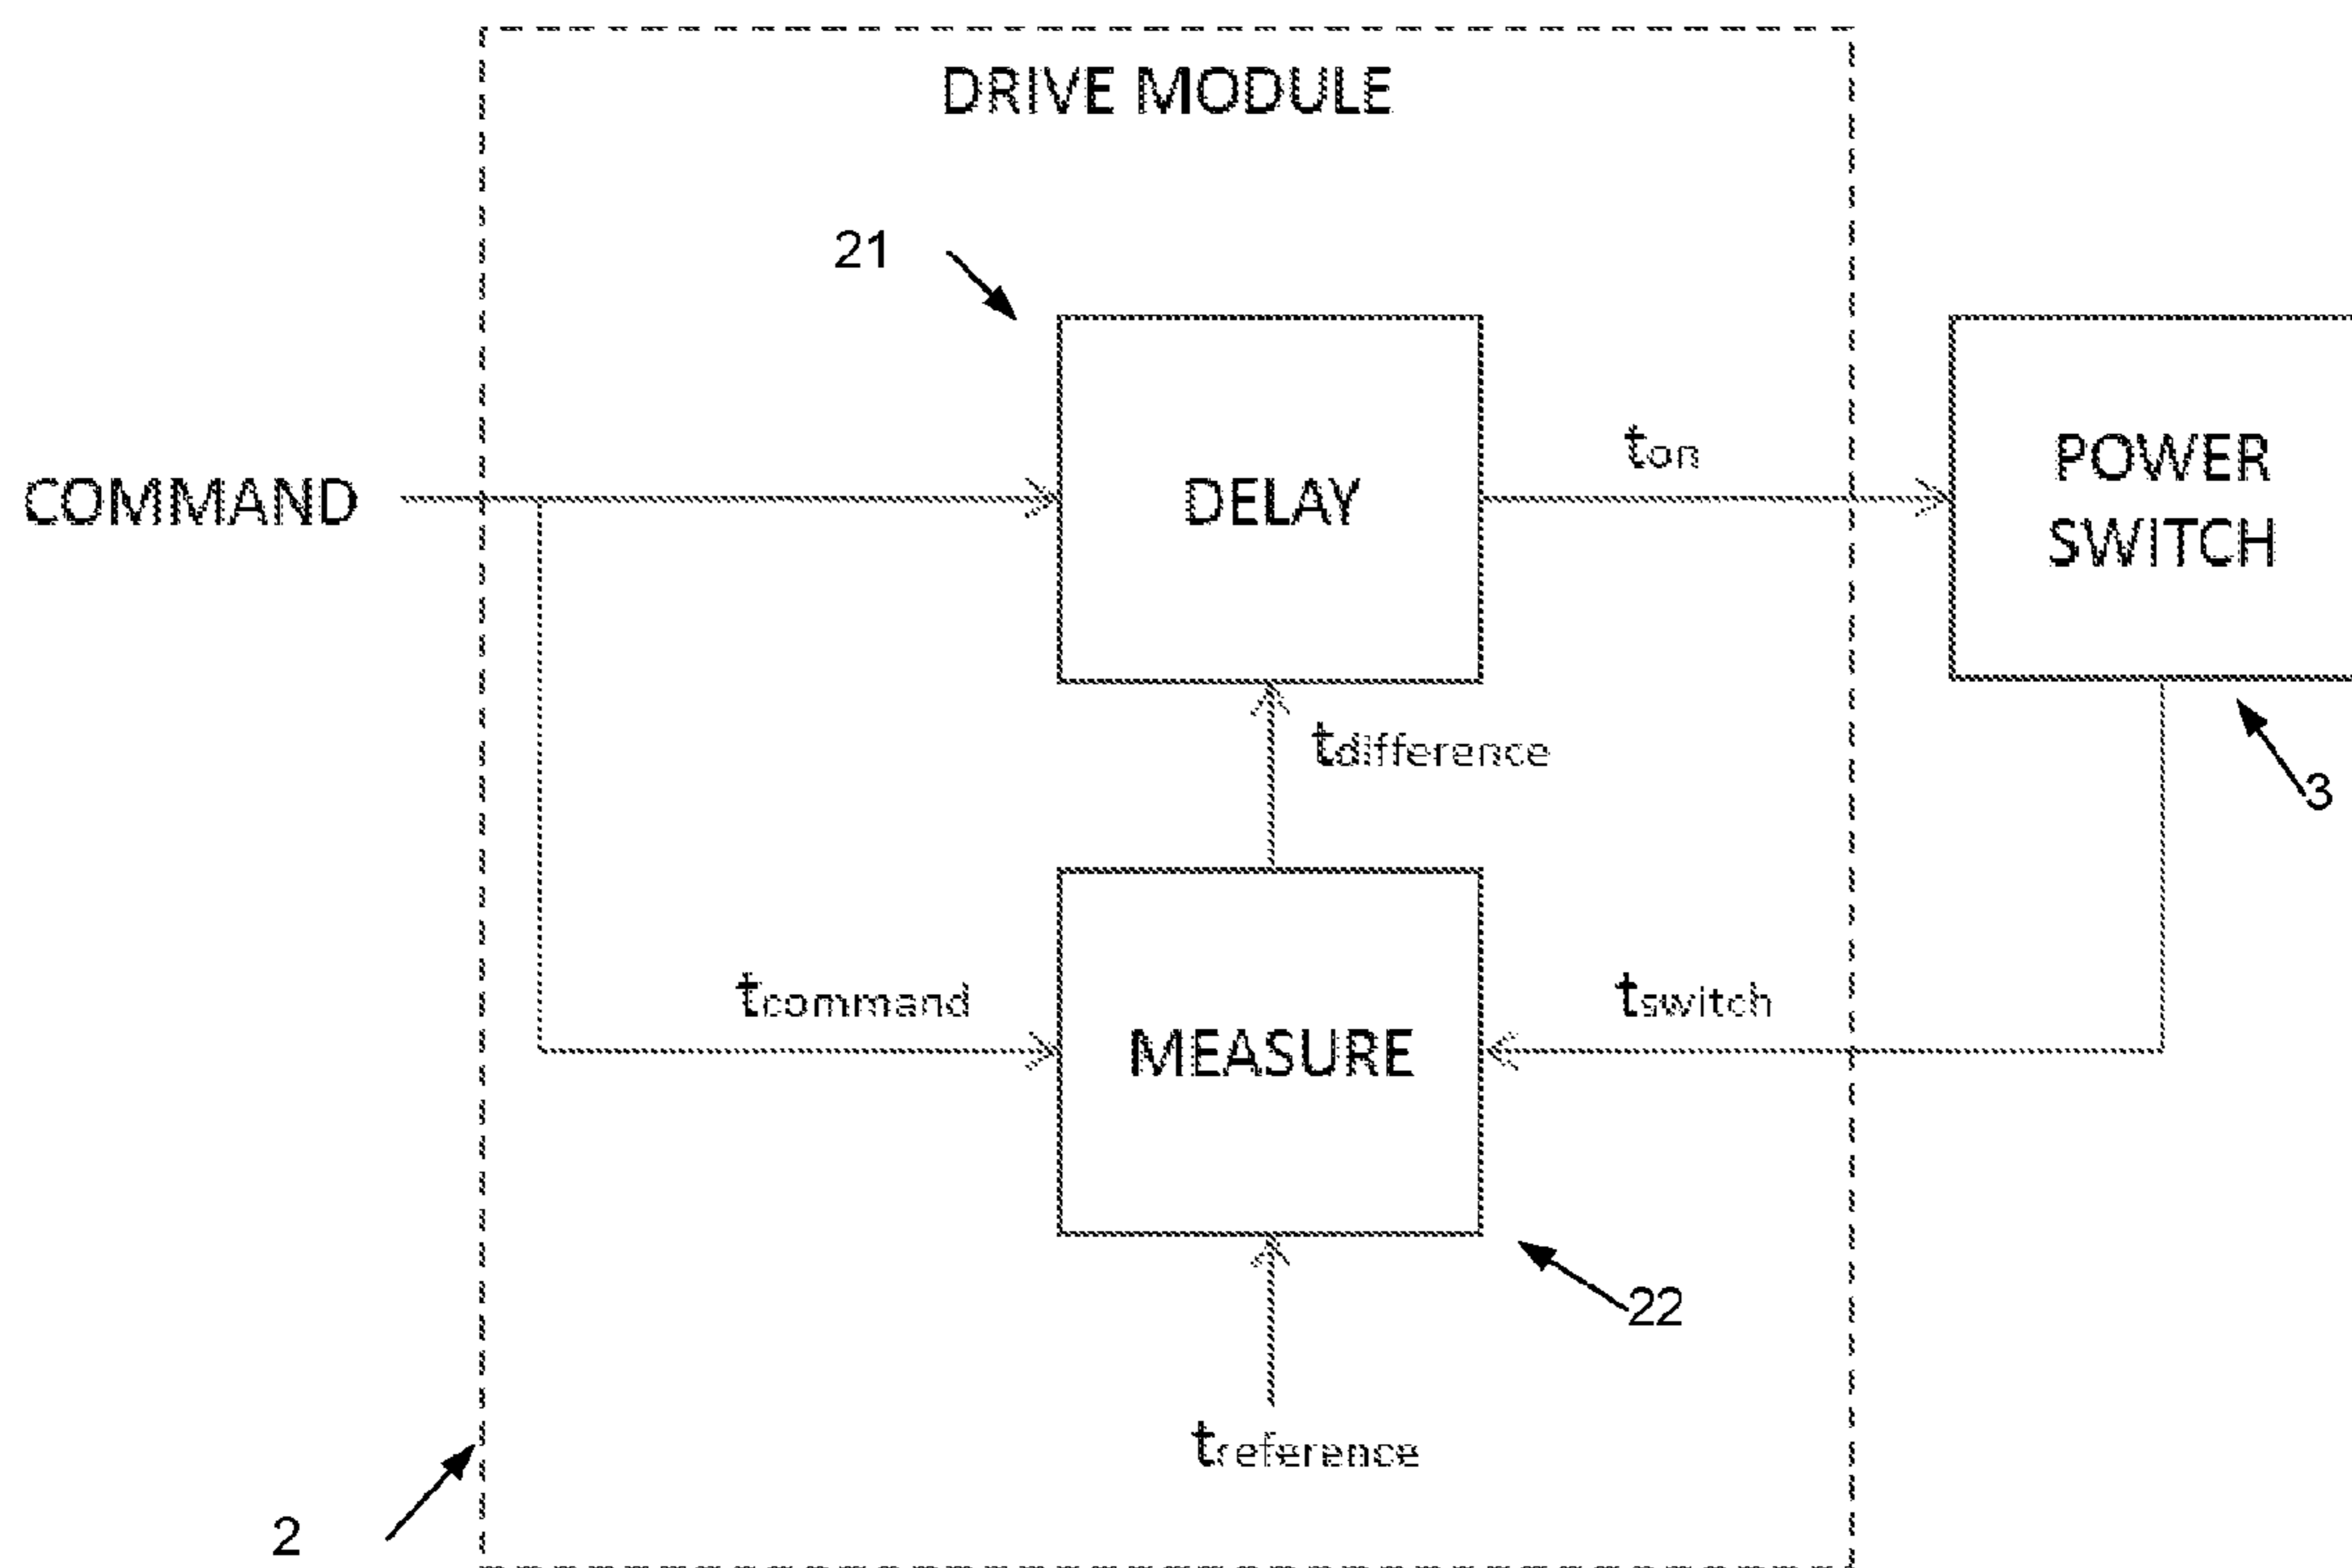 DRIVE MODULE
21
COMMAND
DELAY
ton
POWER
SWITCH
tdifference
3
tcommand
MEASURE
tswitch
22
treference
2